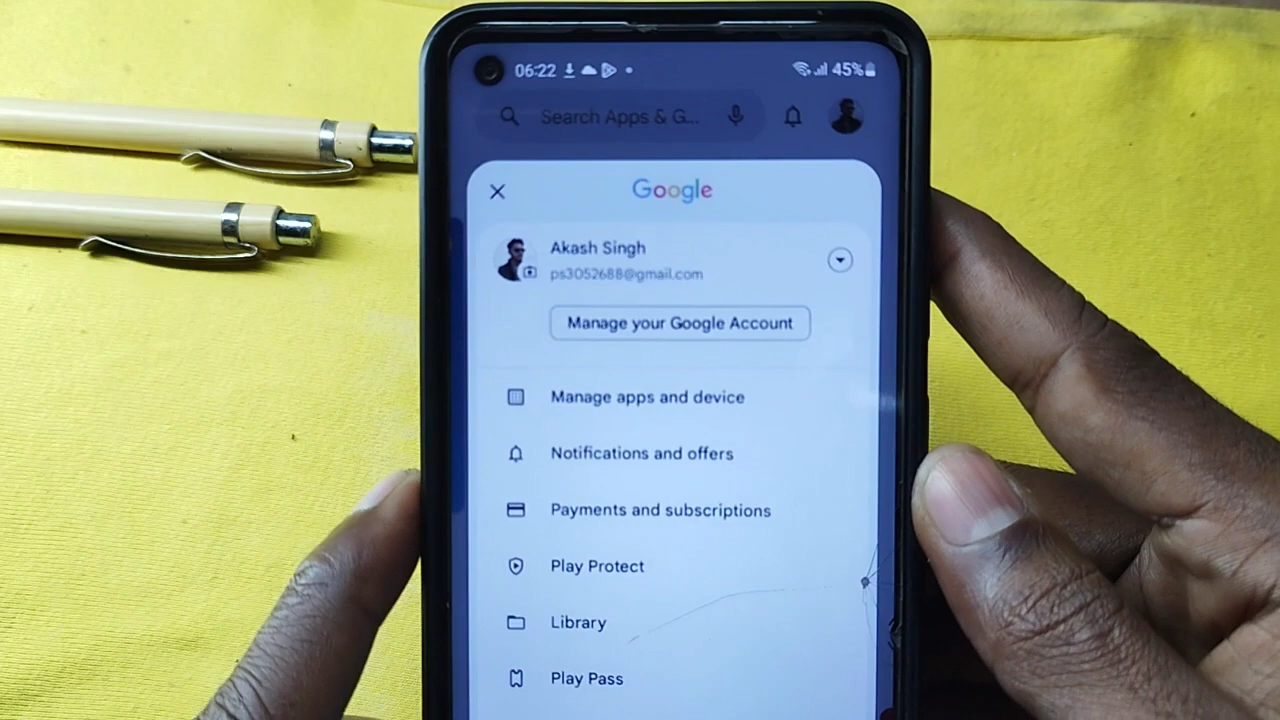 06:22
45%
Search Apps & G...
Google
Akash Singh
ps3052688@gmail.com
Manage your Google Account
Manage apps and device
Notifications and offers
Payments and subscriptions
Play Protect
Library
Play Pass